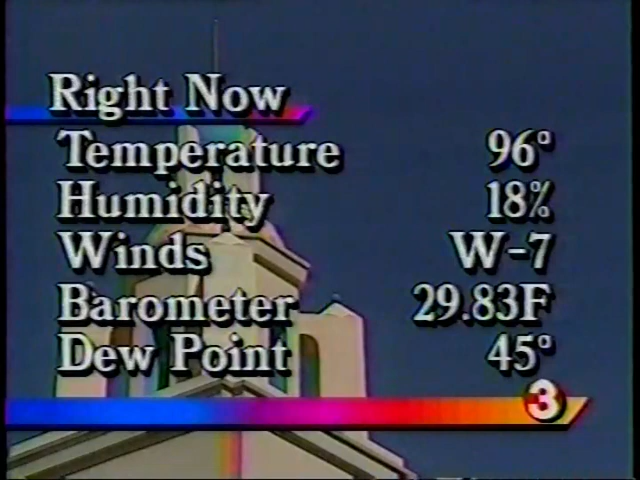 Right Now
Temperature 96°
Humidity 18%
Winds W-7
Barometer 29.83F
Dew Point 45°
3